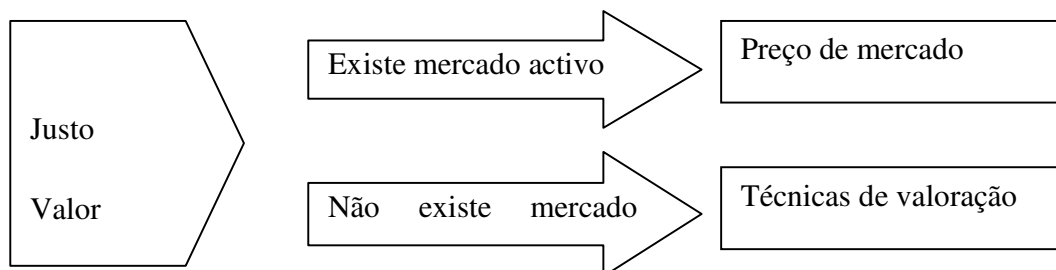 Justo
Valor
Existe mercado activo
Preço de mercado
Não existe mercado
Técnicas de valoração